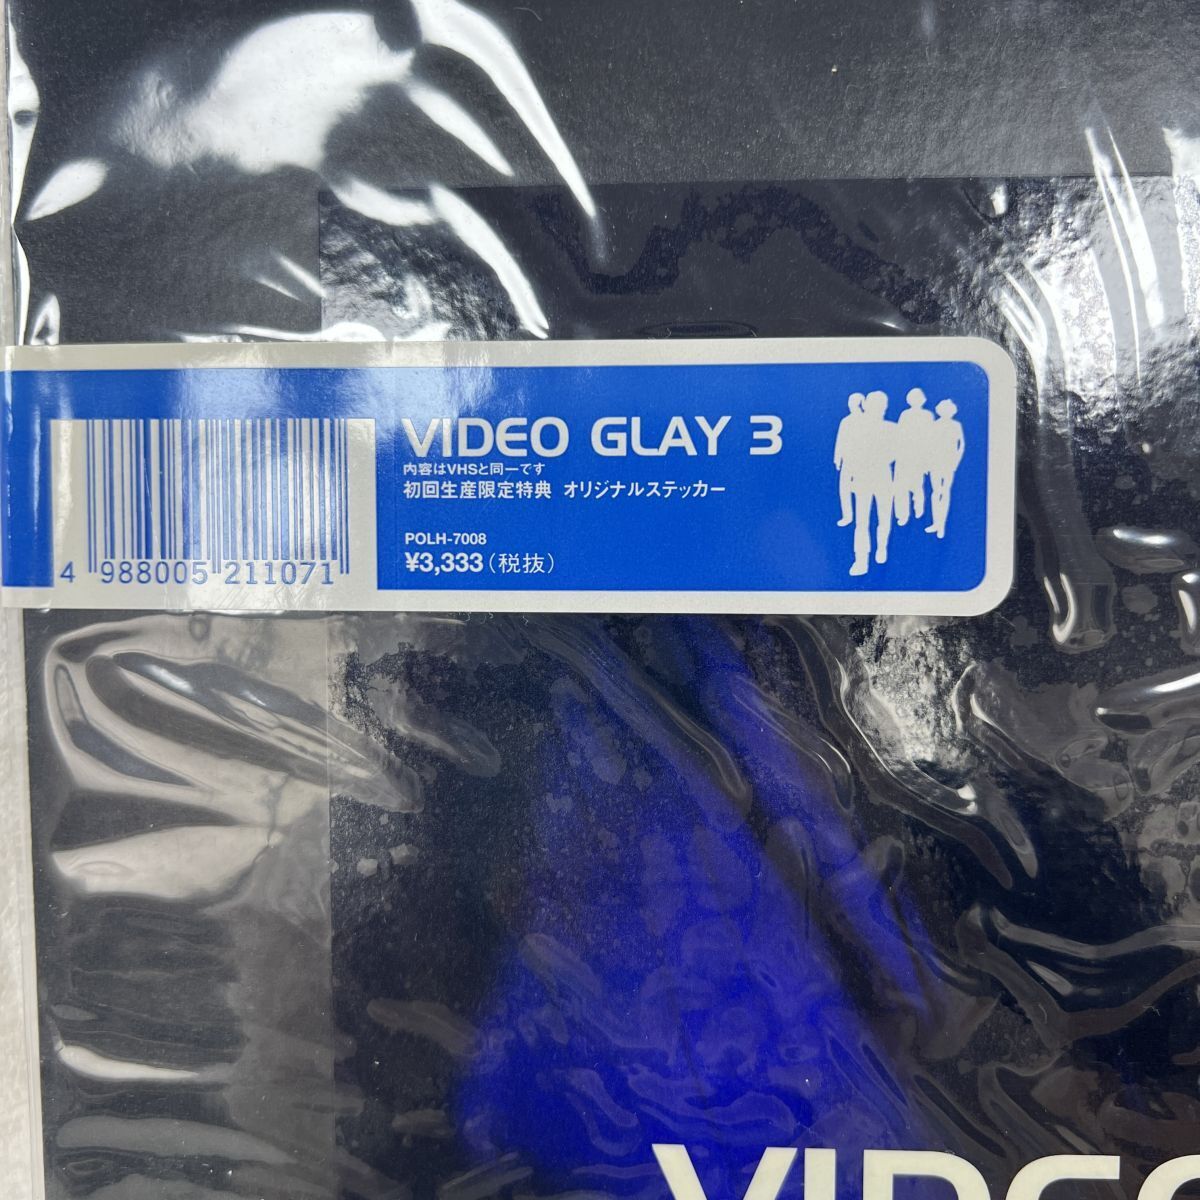 VIDEO GLAY 3
内容はVHSと同一です
初回生産限定特典 オリジナルステッカー
POLH-7008
¥3,333(税抜)
4 988005 211071